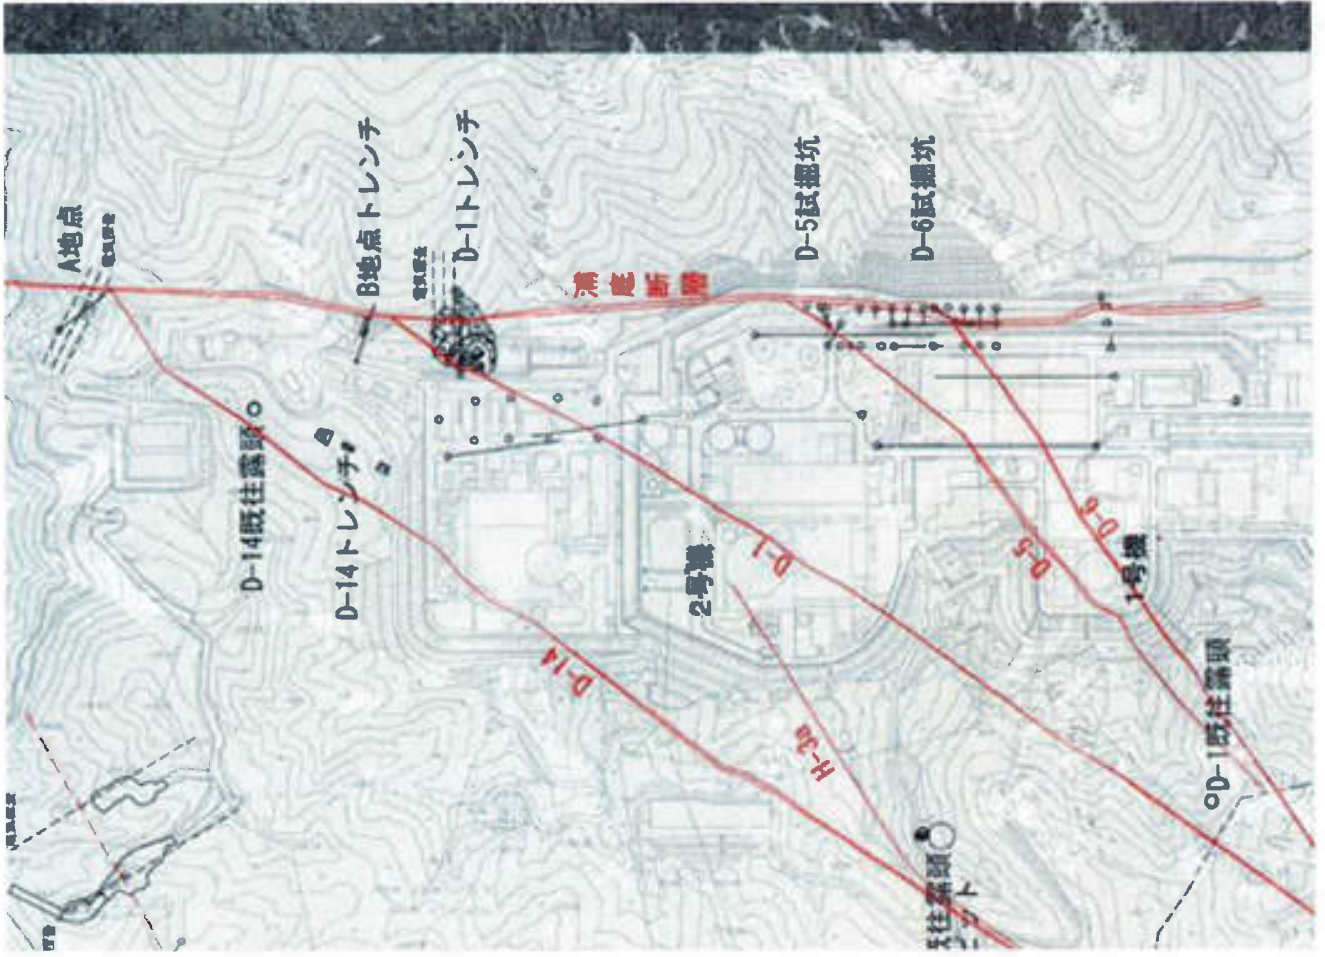 A地点
B地点トレンチ
D-1トレンチ
D-5試掘坑
D-6試掘坑
浦底断層
D-14既往露頭
D-14トレンチ
2号機
1号機
D-1
D-5
D-6
D-14
H-3a
D-1既往露頭
既往露頭